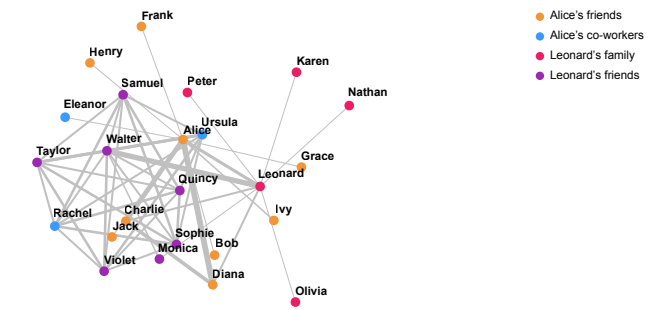 Frank
Alice's friends
Alice's co-workers
Leonard's family
Leonard's friends
Henry
Karen
Samuel
Peter
Nathan
Eleanor
Ursula
Alice
Walter
Taylor
Grace
Leonard
Quincy
Rachel
Charlie
Ivy
Jack
Sophie
Bob
Monica
Violet
Diana
Olivia